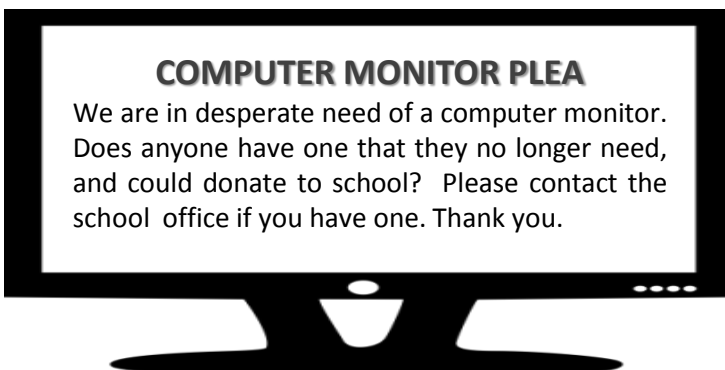 COMPUTER MONITOR PLEA
We are in desperate need of a computer monitor.
Does anyone have one that they no longer need,
and could donate to school?  Please contact the
school  office if you have one. Thank you.